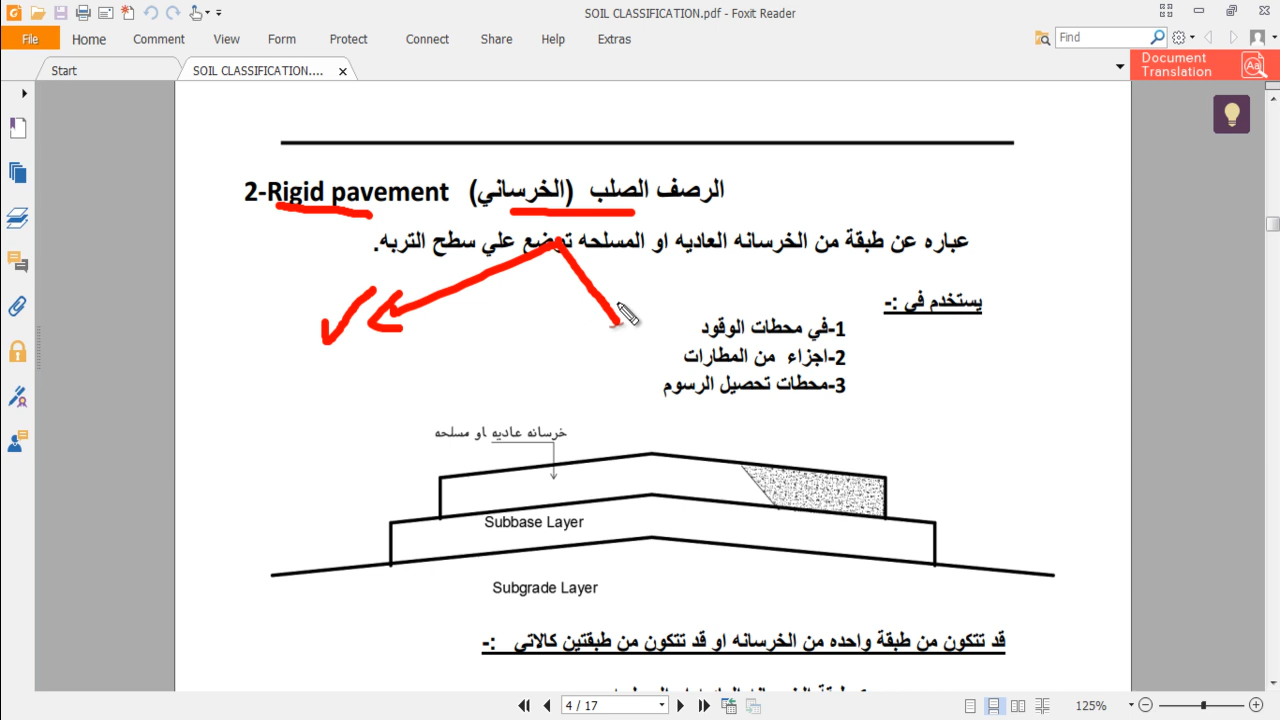 SOIL CLASSIFICATION.pdf - Foxit Reader
File Home Comment View Form Protect Connect Share Help Extras Find
Start SOIL CLASSIFICATION.... Document Translation
2-Rigid pavement الرصف الصلب (الخرساني)
عباره عن طبقة من الخرسانه العاديه او المسلحه توضع علي سطح التربه.
يستخدم في :-
1-في محطات الوقود
2-اجزاء من المطارات
3-محطات تحصيل الرسوم
خرسانه عاديه او مسلحه
Subbase Layer
Subgrade Layer
قد تتكون من طبقة واحده من الخرسانه او قد تتكون من طبقتين كالاتي :-
4 / 17 125%